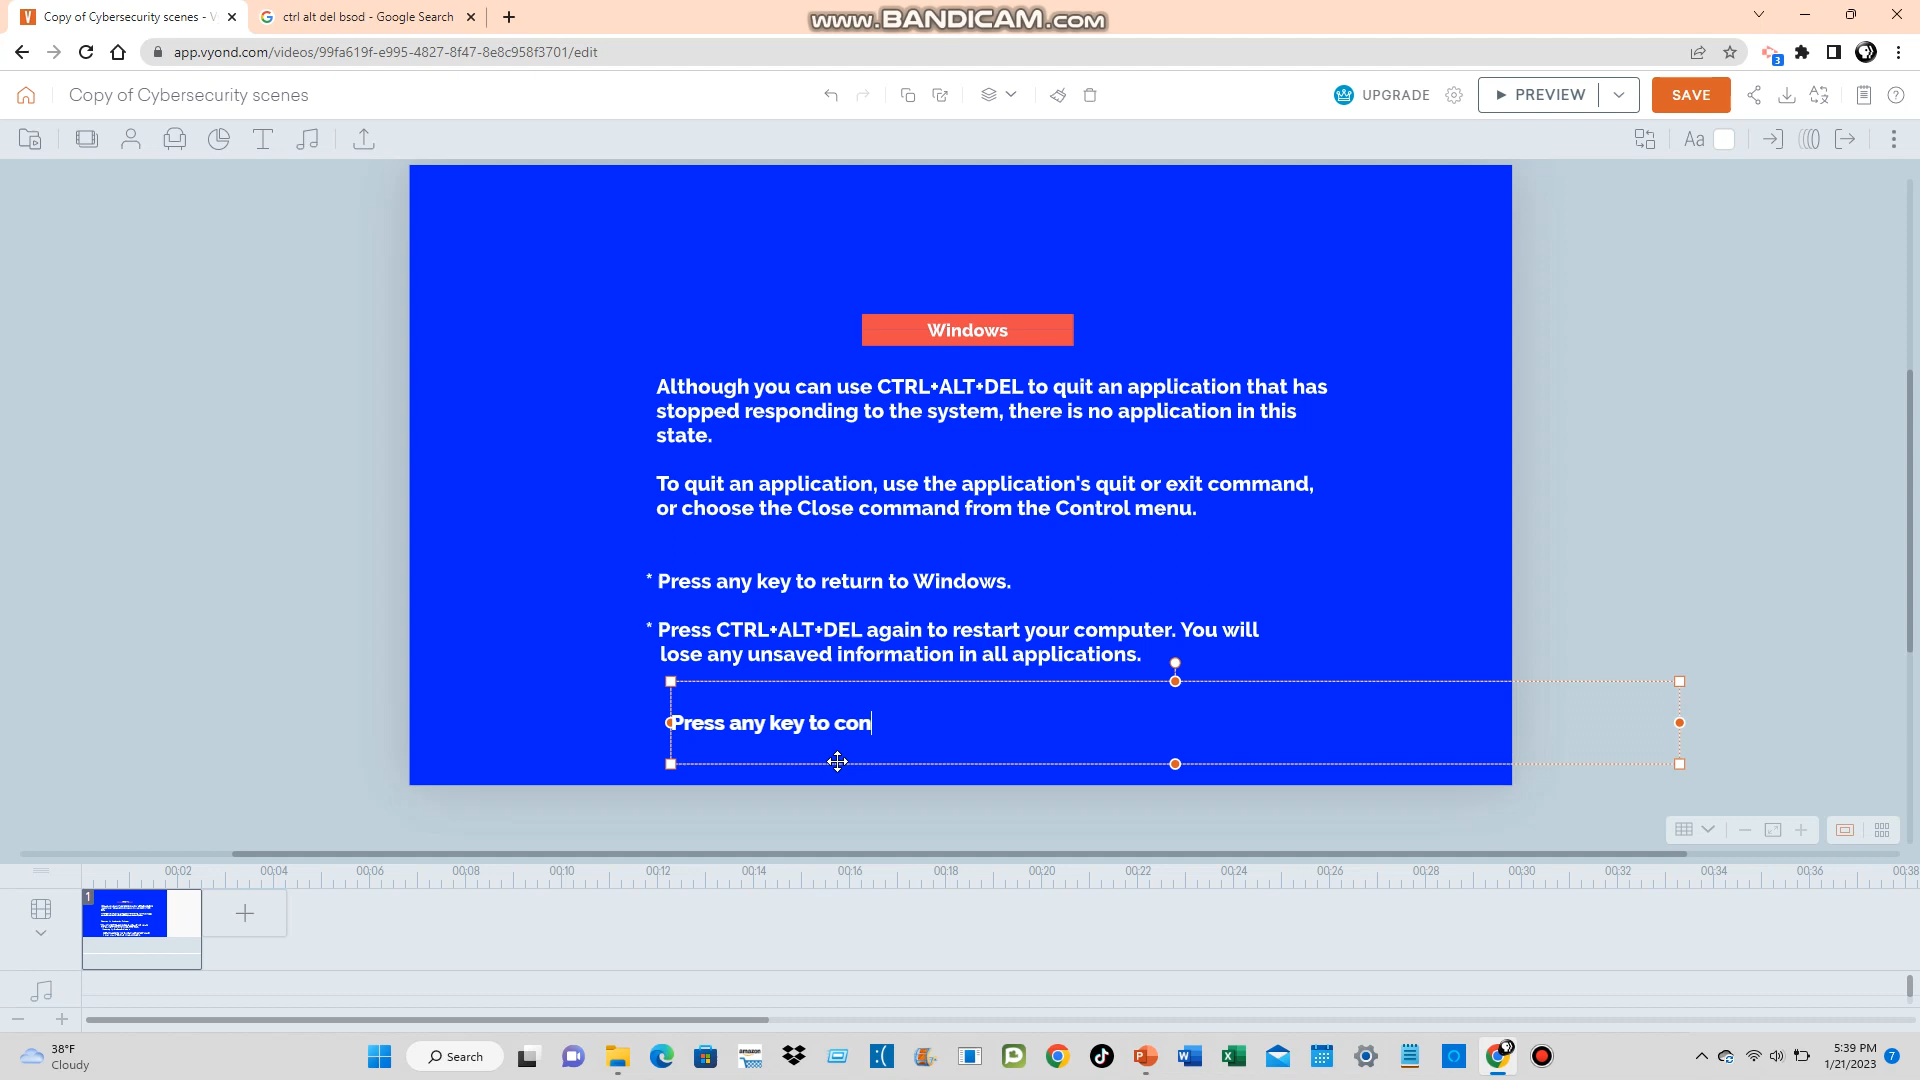 Copy of Cybersecurity scenes - V
ctrl alt del bsod - Google Search
www.BANDICAM.com
app.vyond.com/videos/99fa619f-e995-4827-8f47-8e8c958f3701/edit
3
Copy of Cybersecurity scenes
UPGRADE
PREVIEW
SAVE
Aa
Windows
Although you can use CTRL+ALT+DEL to quit an application that has
stopped responding to the system, there is no application in this
state.
To quit an application, use the application's quit or exit command,
or choose the Close command from the Control menu.
* Press any key to return to Windows.
* Press CTRL+ALT+DEL again to restart your computer. You will
lose any unsaved information in all applications.
Press any key to con
00:02 00:04 00:06 00:08 00:10 00:12 00:14 00:16 00:18 00:20 00:22 00:24 00:26 00:28 00:30 00:32 00:34 00:36 00:38
1
38°F
Cloudy
Search
amazon
5:39 PM
1/21/2023
7